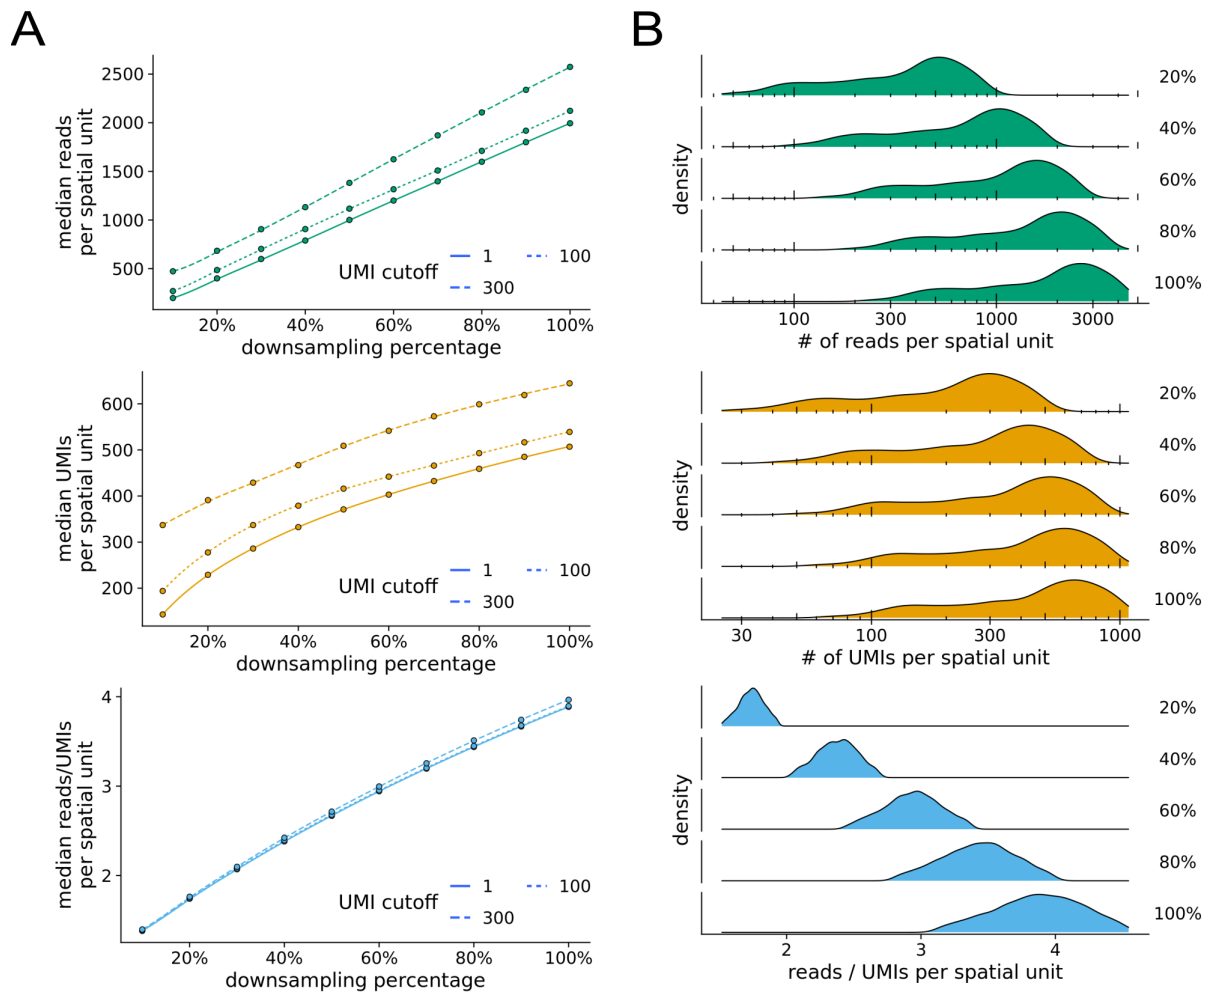 A
B
median reads
per spatial unit
2500
2000
1500
1000
500
UMI cutoff
1
100
300
20% 40% 60% 80% 100%
downsampling percentage
median UMIs
per spatial unit
600
500
400
300
200
UMI cutoff
1
100
300
20% 40% 60% 80% 100%
downsampling percentage
median reads/UMIs
per spatial unit
4
3
2
UMI cutoff
1
100
300
20% 40% 60% 80% 100%
downsampling percentage
density
20%
40%
60%
80%
100%
100 300 1000 3000
# of reads per spatial unit
density
20%
40%
60%
80%
100%
30 100 300 1000
# of UMIs per spatial unit
density
20%
40%
60%
80%
100%
2 3 4
reads / UMIs per spatial unit